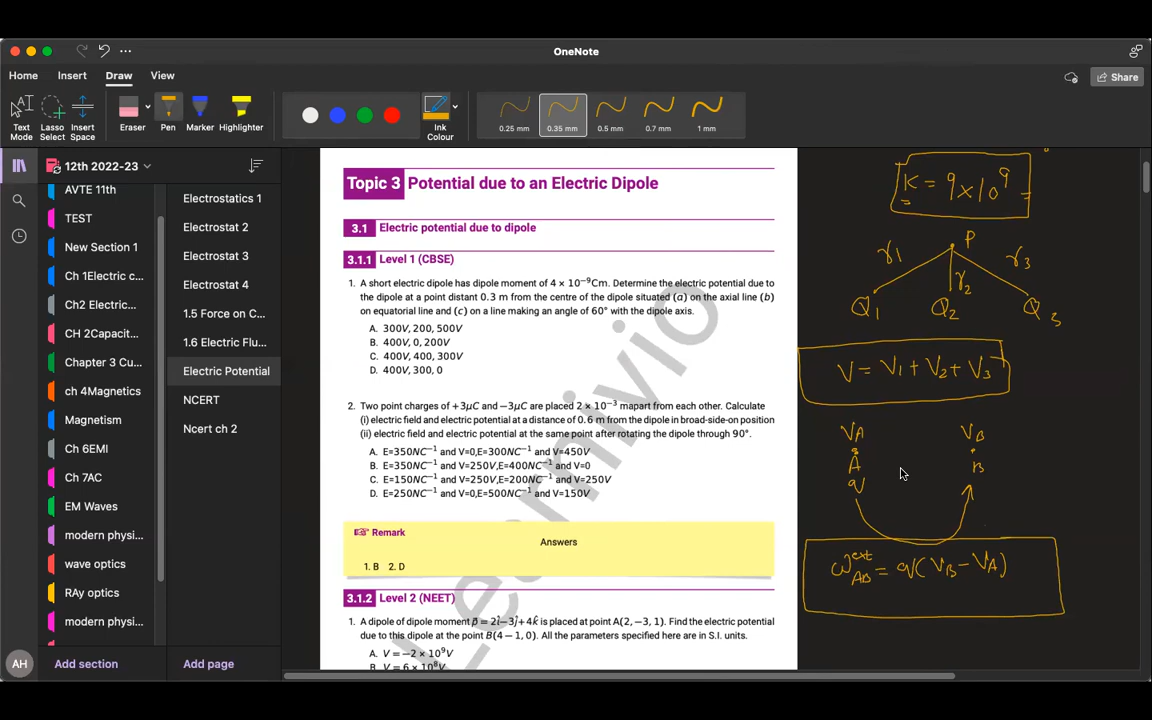 OneNote
Home Insert Draw View
Share
Text Mode
Lasso Select
Insert Space
Eraser
Pen
Marker
Highlighter
Ink Colour
0.25 mm
0.35 mm
0.5 mm
0.7 mm
1 mm
12th 2022-23
AVTE 11th
TEST
New Section 1
Ch 1Electric c...
Ch2 Electric...
CH 2Capacit...
Chapter 3 Cu...
ch 4Magnetics
Magnetism
Ch 6EMI
Ch 7AC
EM Waves
modern physi...
wave optics
RAy optics
modern physi...
AH
Add section
Electrostatics 1
Electrostat 2
Electrostat 3
Electrostat 4
1.5 Force on C...
1.6 Electric Flu...
Electric Potential
NCERT
Ncert ch 2
Add page
Topic 3 Potential due to an Electric Dipole
3.1 Electric potential due to dipole
3.1.1 Level 1 (CBSE)
1. A short electric dipole has dipole moment of 4 × 10⁻⁹Cm. Determine the electric potential due to
the dipole at a point distant 0.3 m from the centre of the dipole situated (a) on the axial line (b)
on equatorial line and (c) on a line making an angle of 60° with the dipole axis.
A. 300V, 200, 500V
B. 400V, 0, 200V
C. 400V, 400, 300V
D. 400V, 300, 0
2. Two point charges of +3μC and −3μC are placed 2 × 10⁻³ mapart from each other. Calculate
(i) electric field and electric potential at a distance of 0.6 m from the dipole in broad-side-on position
(ii) electric field and electric potential at the same point after rotating the dipole through 90°.
A. E=350NC⁻¹ and V=0,E=300NC⁻¹ and V=450V
B. E=350NC⁻¹ and V=250V,E=400NC⁻¹ and V=0
C. E=150NC⁻¹ and V=250V,E=200NC⁻¹ and V=250V
D. E=250NC⁻¹ and V=0,E=500NC⁻¹ and V=150V
Remark
Answers
1. B 2. D
3.1.2 Level 2 (NEET)
1. A dipole of dipole moment p⃗ = 2î−3ĵ+4k̂ is placed at point A(2, −3, 1). Find the electric potential
due to this dipole at the point B(4 − 1, 0). All the parameters specified here are in S.I. units.
A. V = −2 × 10⁹V
B. V = 6 × 10⁸V
Learnivio
K = 9×10⁹
P
r1 r2 r3
Q1 Q2 Q3
V = V1 + V2 + V3
VA VB
A B
q
W ext AB = q(VB − VA)